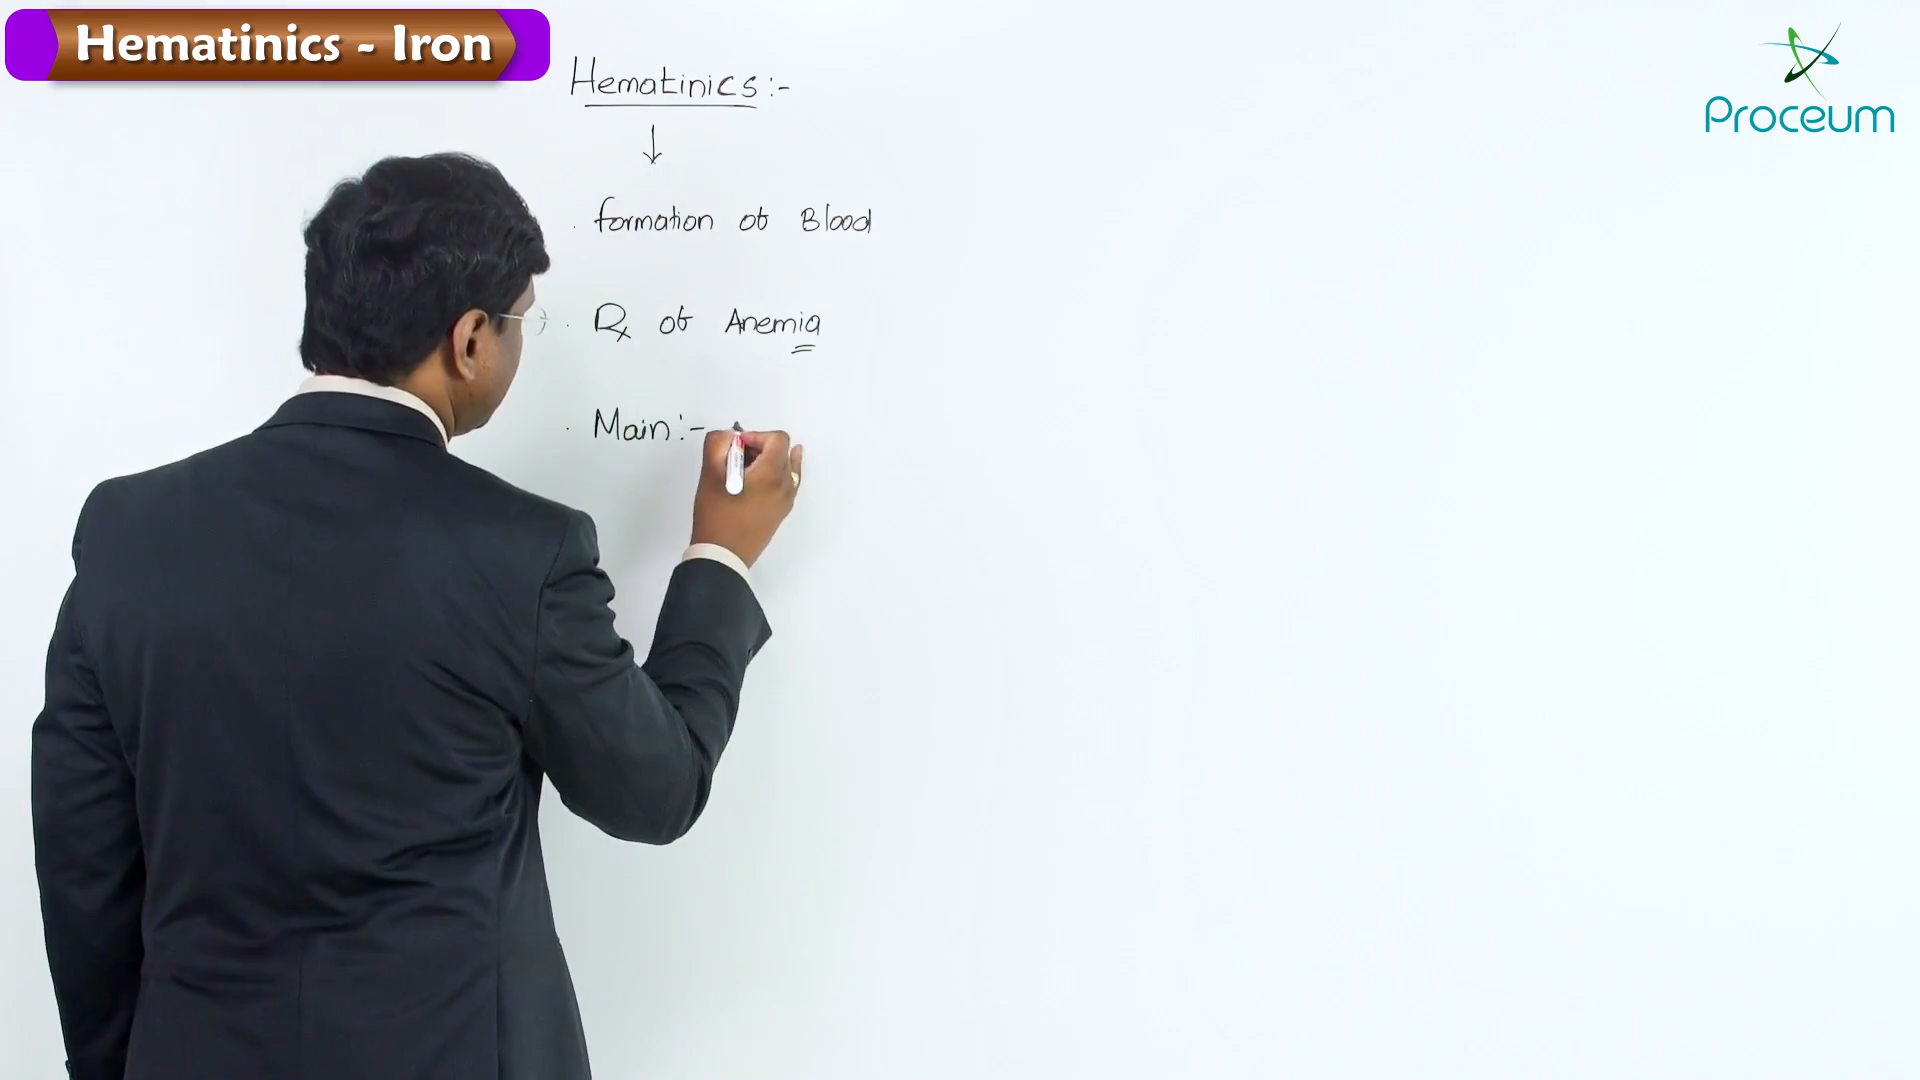 Hematinics - Iron
Proceum
Hematinics :-
↓
. formation of Blood
. Rx of Anemia
. Main :-